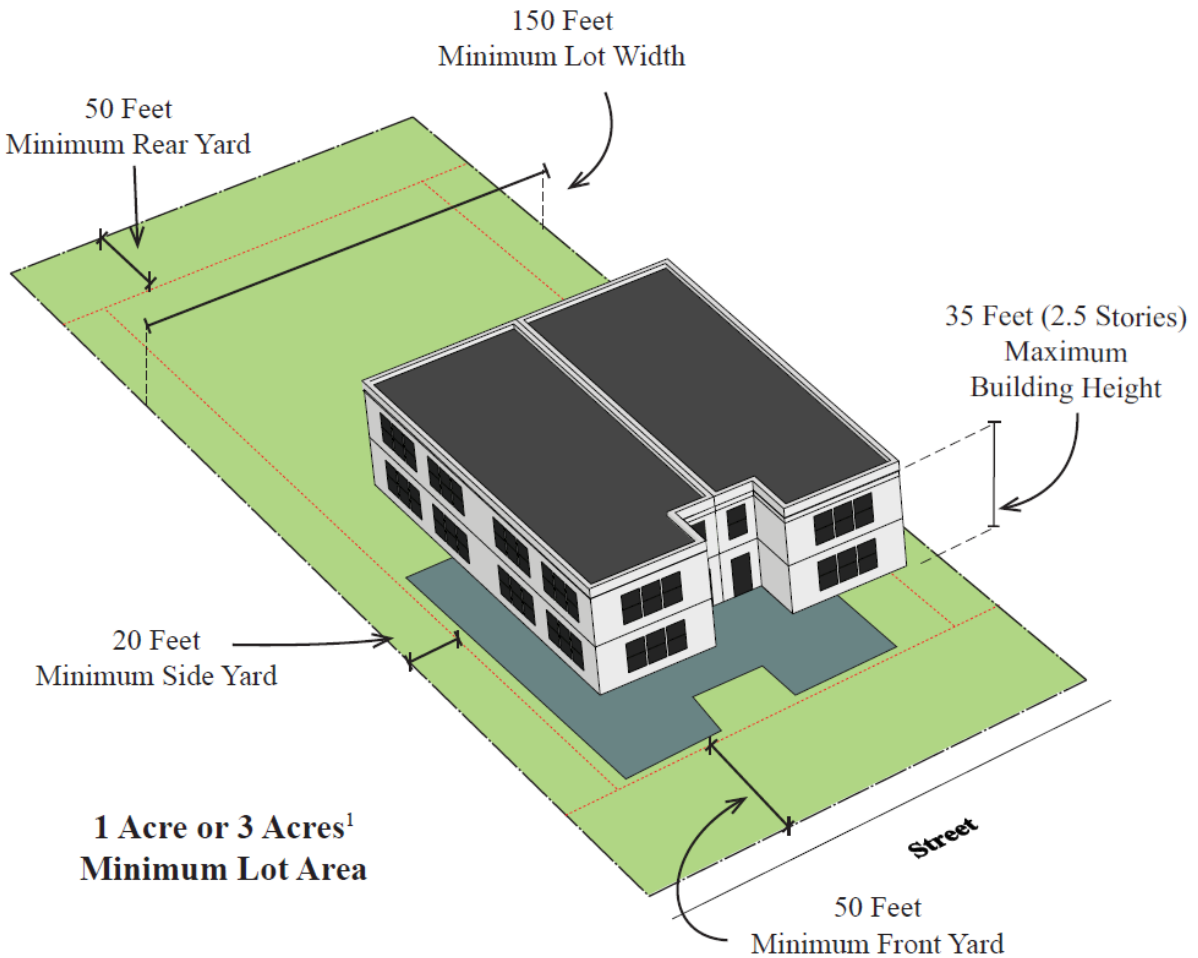 150 Feet
Minimum Lot Width
50 Feet
Minimum Rear Yard
35 Feet (2.5 Stories)
Maximum
Building Height
20 Feet
Minimum Side Yard
1 Acre or 3 Acres¹
Minimum Lot Area
Street
50 Feet
Minimum Front Yard